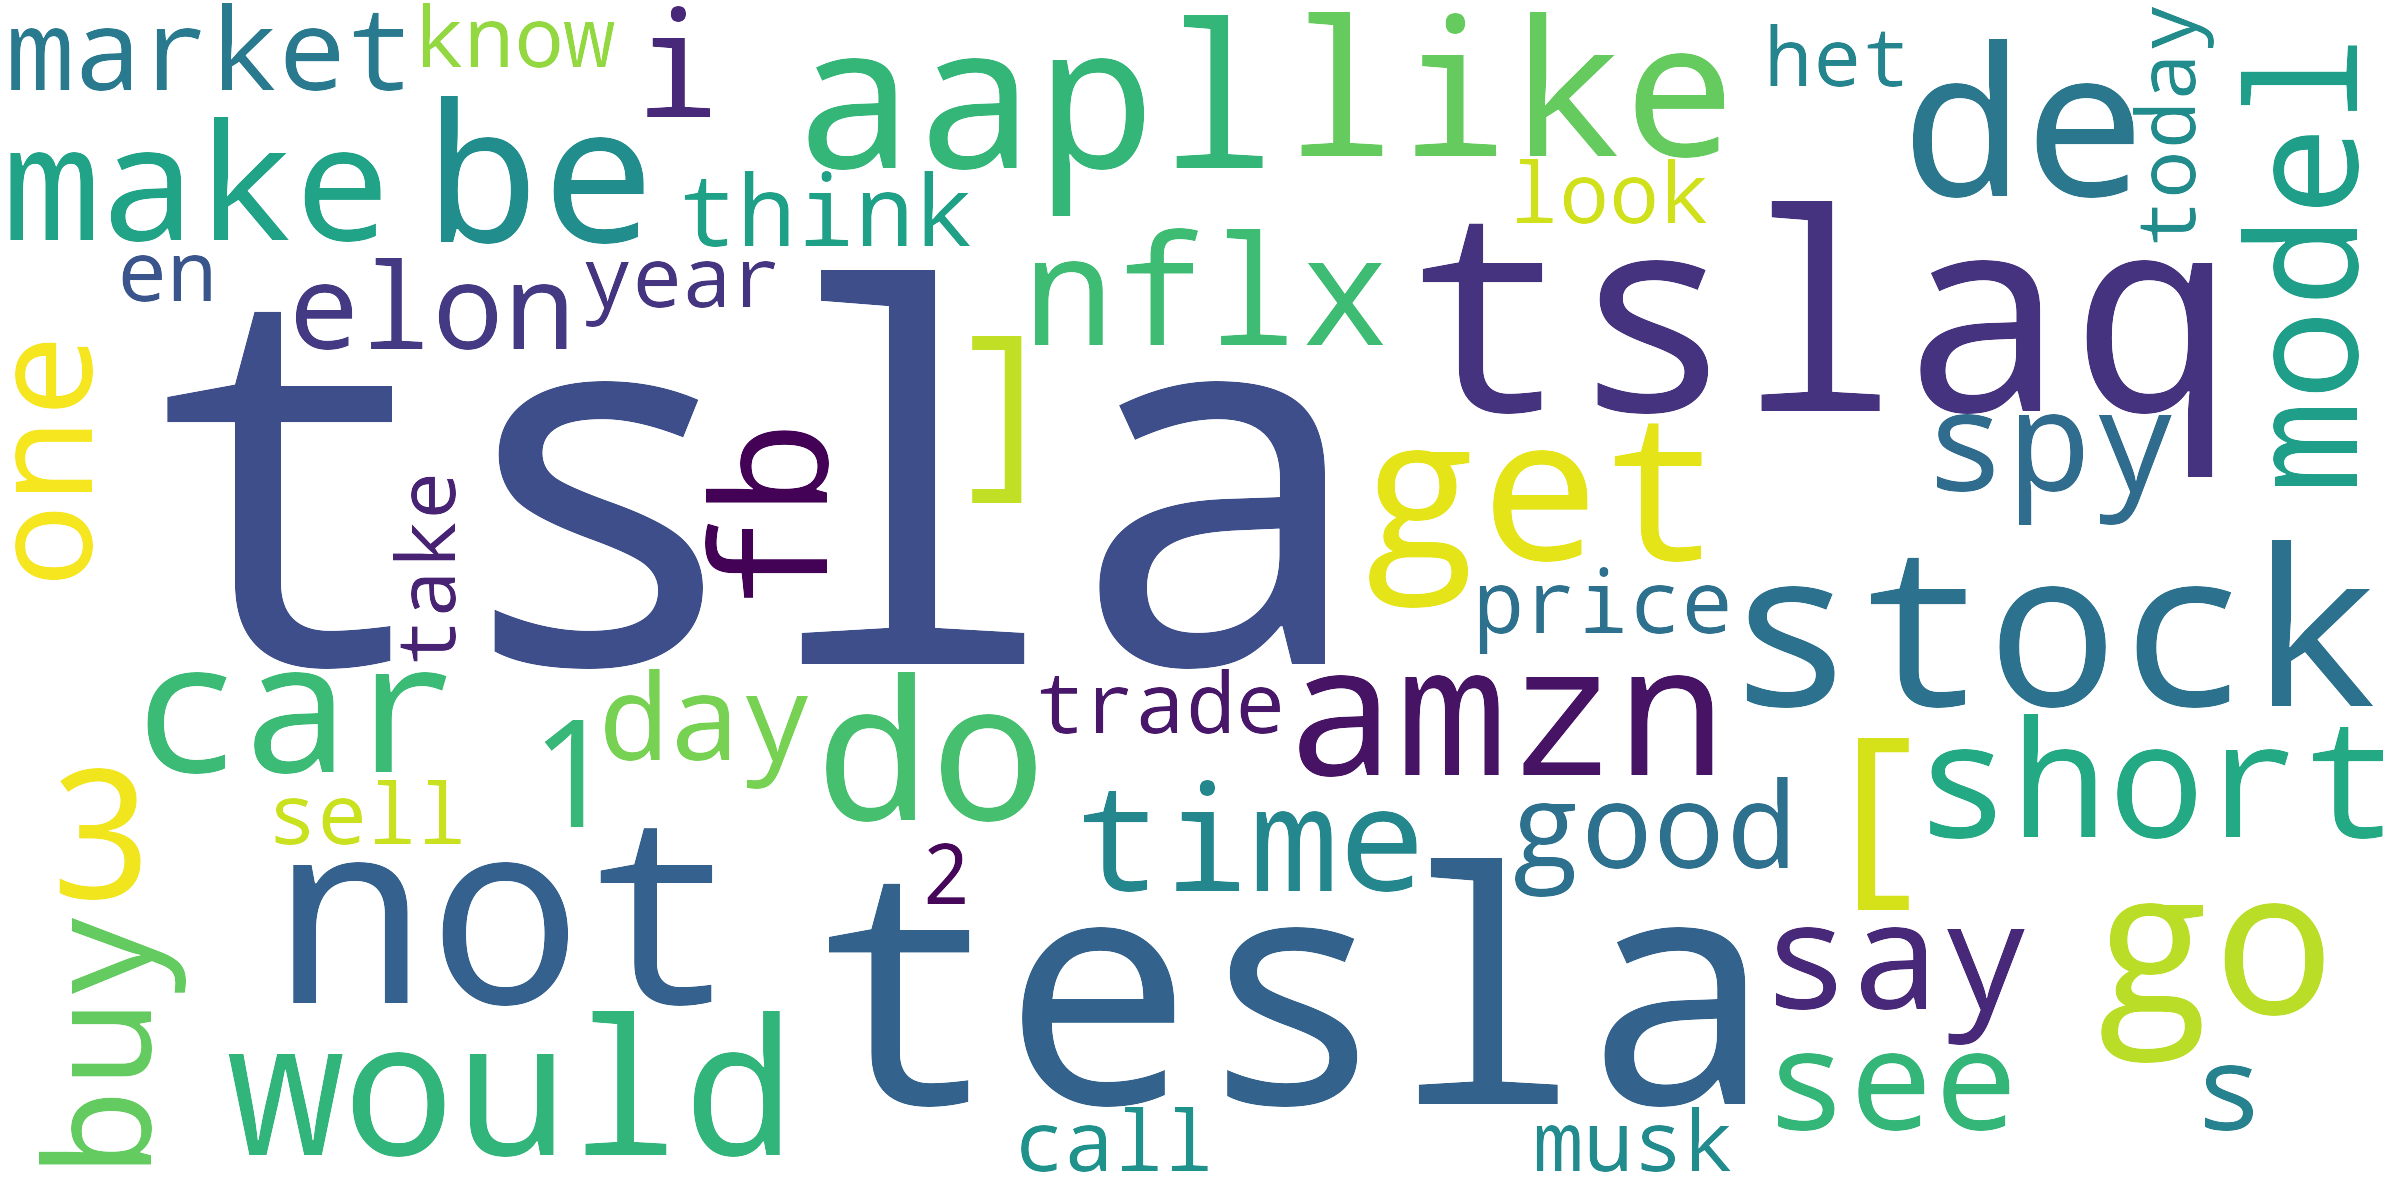 market
know
i
aapl
like
het
de
today
model
make
be
think
look
en
elon
year
nflx
tslaq
one
tsla
]
take
fb
get
spy
price
stock
car
day
do
trade
amzn
1
short
3
sell
time
good
[
not
2
tesla
say
go
buy
would
see
s
call
musk